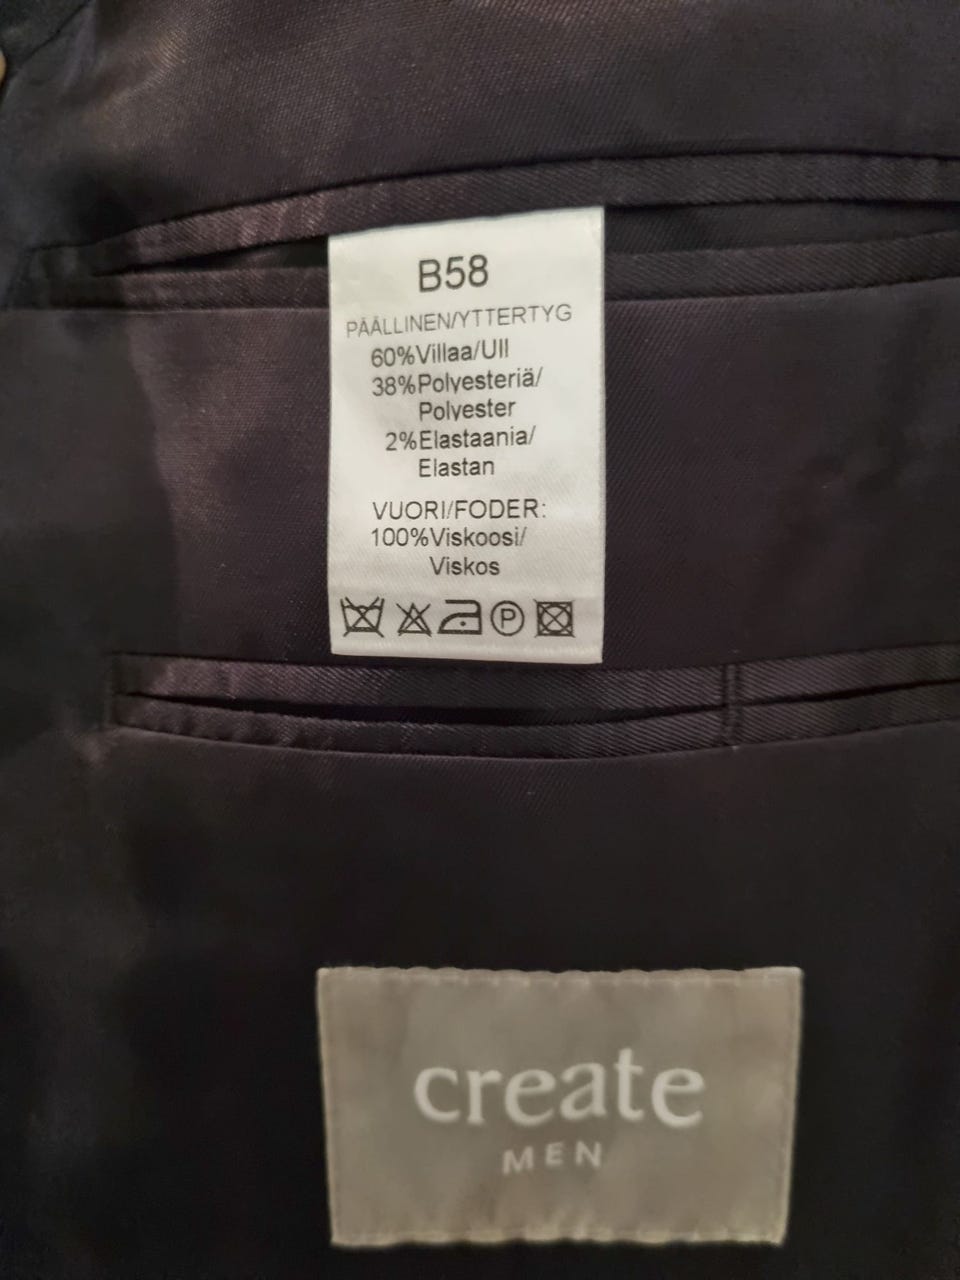 B58
PÄÄLLINEN/YTTERTYG
60%Villaa/Ull
38%Polyesteriä/
Polyester
2%Elastaania/
Elastan
VUORI/FODER:
100%Viskoosi/
Viskos
P
create
MEN